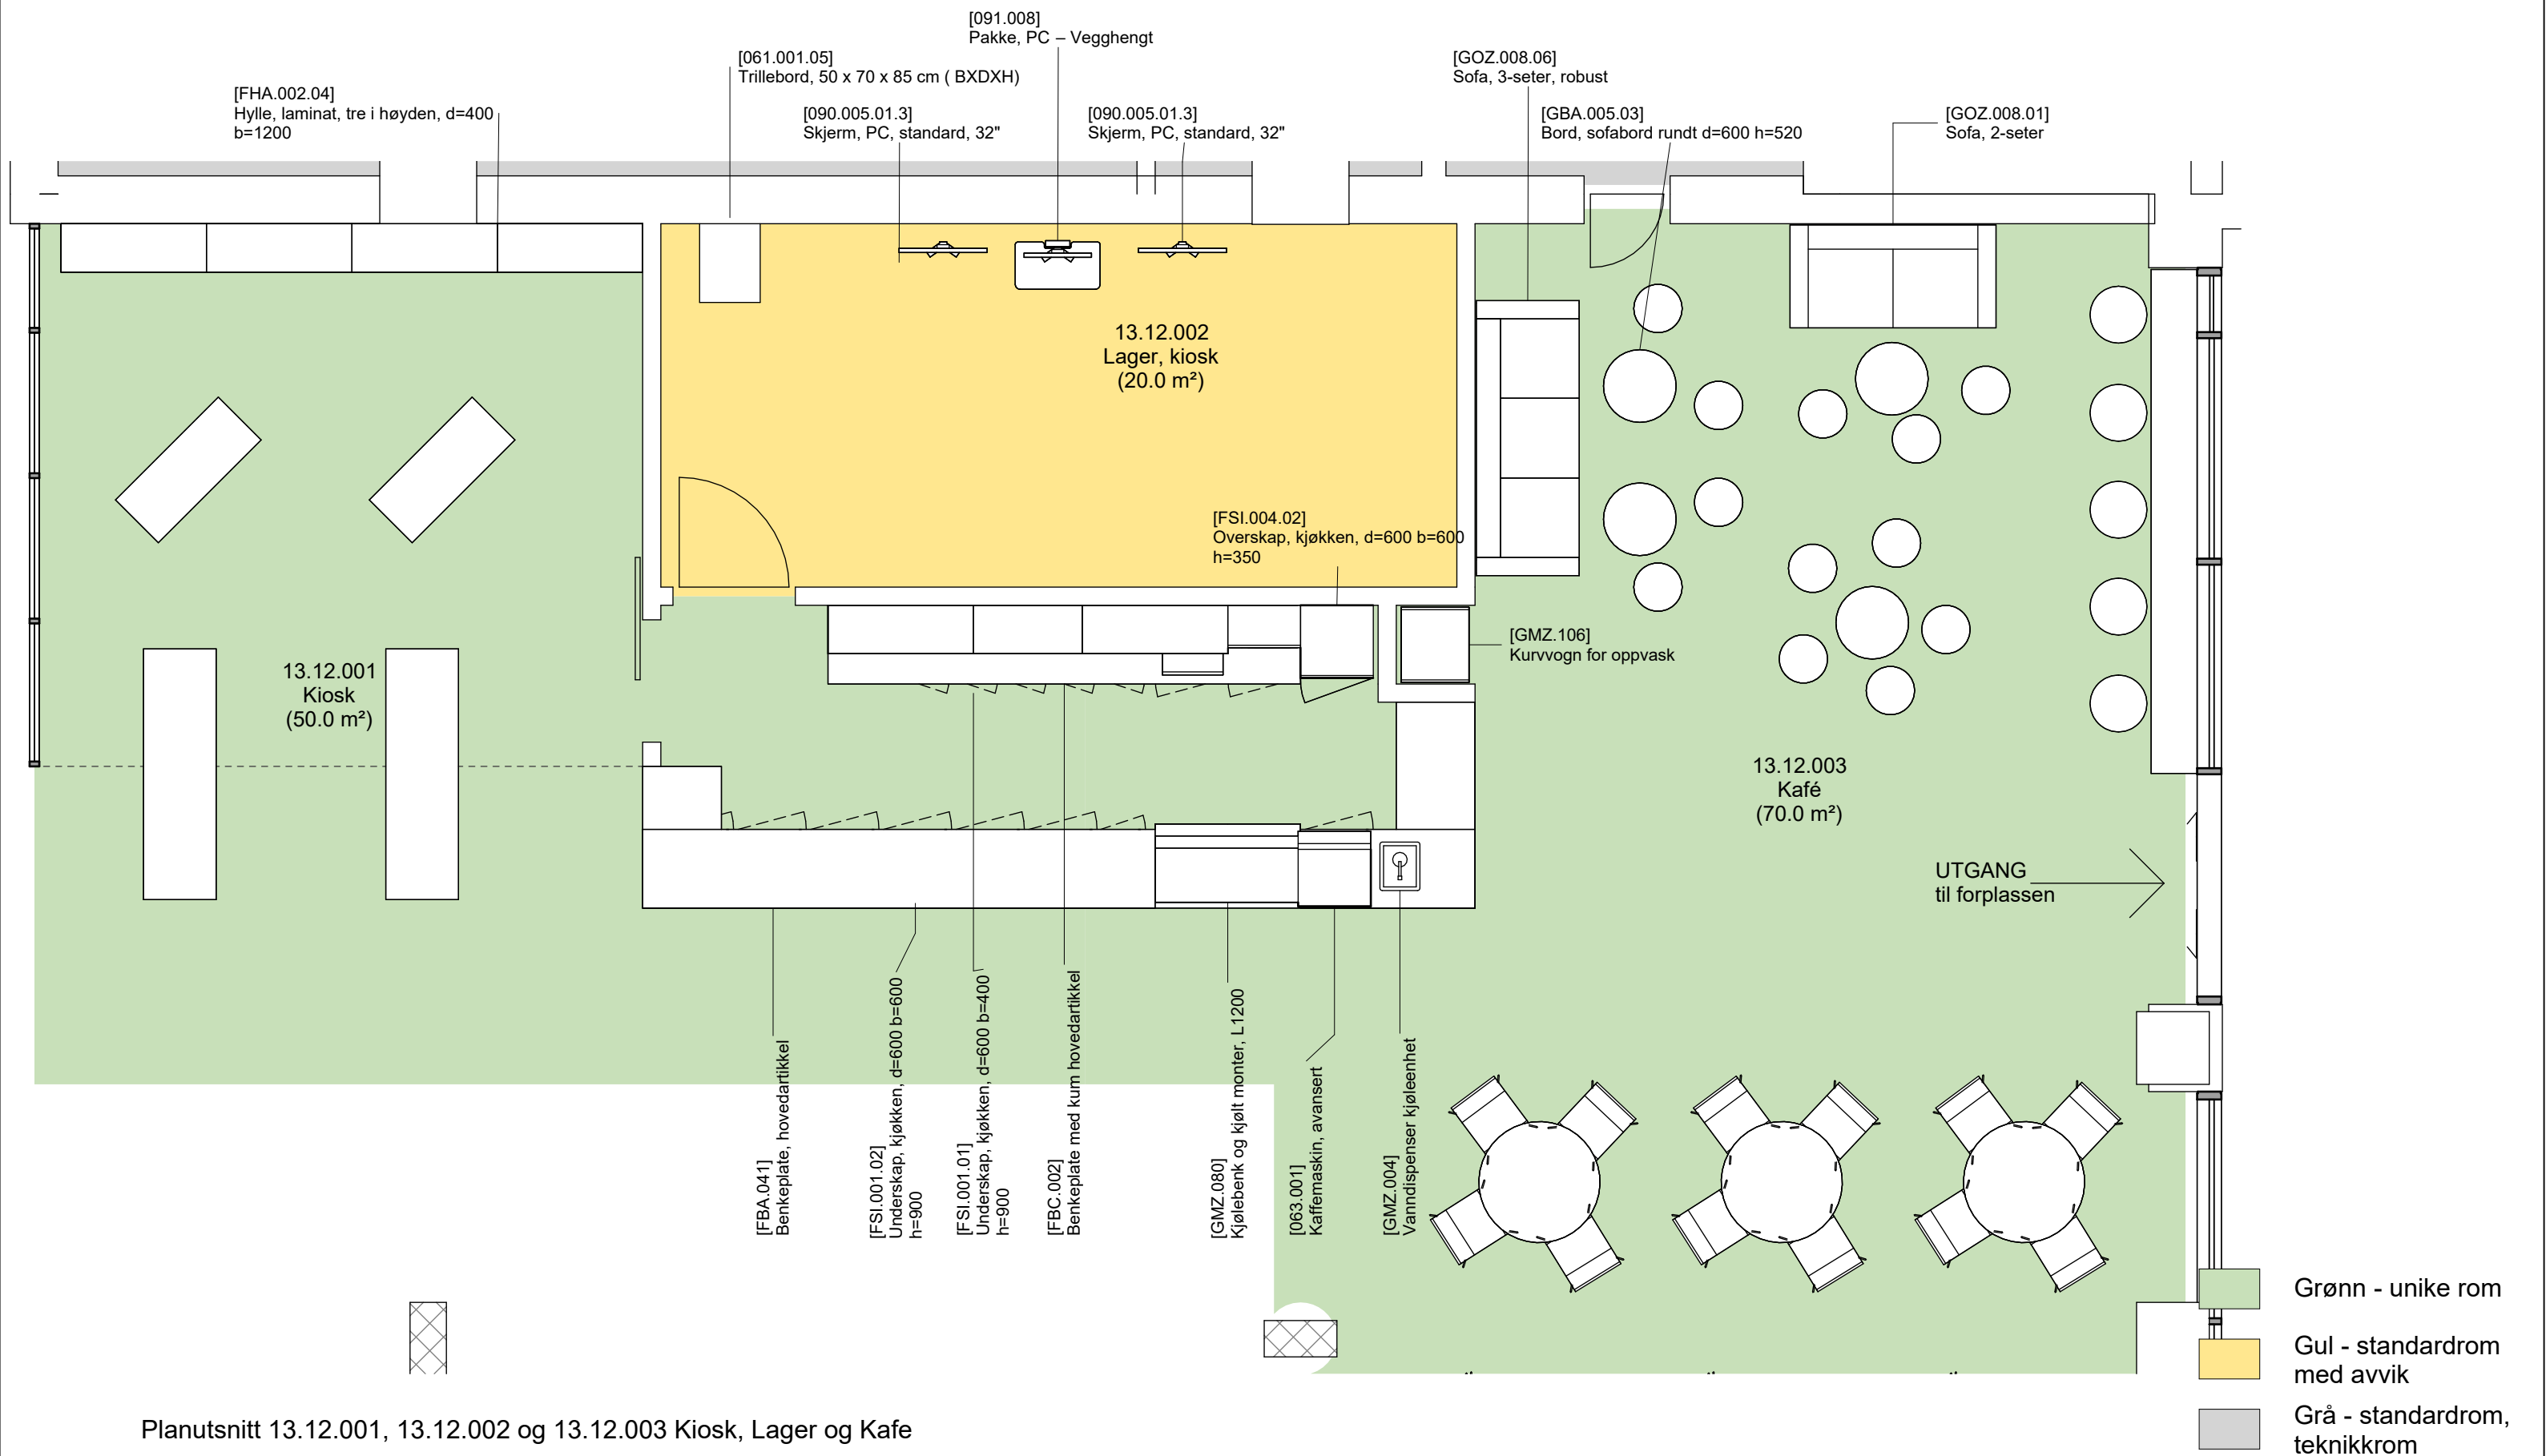 [091.008]
Pakke, PC – Vegghengt
[061.001.05]
Trillebord, 50 x 70 x 85 cm ( BXDXH)
[GOZ.008.06]
Sofa, 3-seter, robust
[FHA.002.04]
Hylle, laminat, tre i høyden, d=400
b=1200
[090.005.01.3]
Skjerm, PC, standard, 32"
[090.005.01.3]
Skjerm, PC, standard, 32"
[GBA.005.03]
Bord, sofabord rundt d=600 h=520
[GOZ.008.01]
Sofa, 2-seter
13.12.002
Lager, kiosk
(20.0 m²)
[FSI.004.02]
Overskap, kjøkken, d=600 b=600
h=350
[GMZ.106]
Kurvvogn for oppvask
13.12.001
Kiosk
(50.0 m²)
13.12.003
Kafé
(70.0 m²)
UTGANG
til forplassen
[FBA.041]
Benkeplate, hovedartikkel
[FSI.001.02]
Underskap, kjøkken, d=600 b=600
h=900
[FSI.001.01]
Underskap, kjøkken, d=600 b=400
h=900
[FBC.002]
Benkeplate med kum hovedartikkel
[GMZ.080]
Kjølebenk og kjølt monter, L1200
[063.001]
Kaffemaskin, avansert
[GMZ.004]
Vanndispenser kjøleenhet
Grønn - unike rom
Gul - standardrom
med avvik
Grå - standardrom,
teknikkrom
Planutsnitt 13.12.001, 13.12.002 og 13.12.003 Kiosk, Lager og Kafe